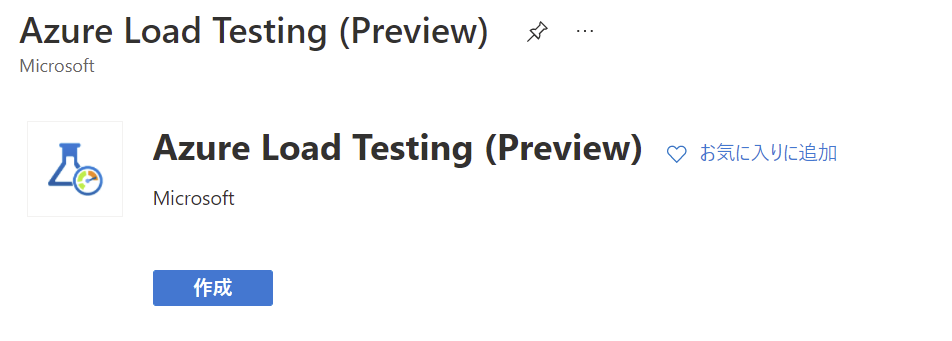 Azure Load Testing (Preview)
Microsoft
Azure Load Testing (Preview) お気に入りに追加
Microsoft
作成